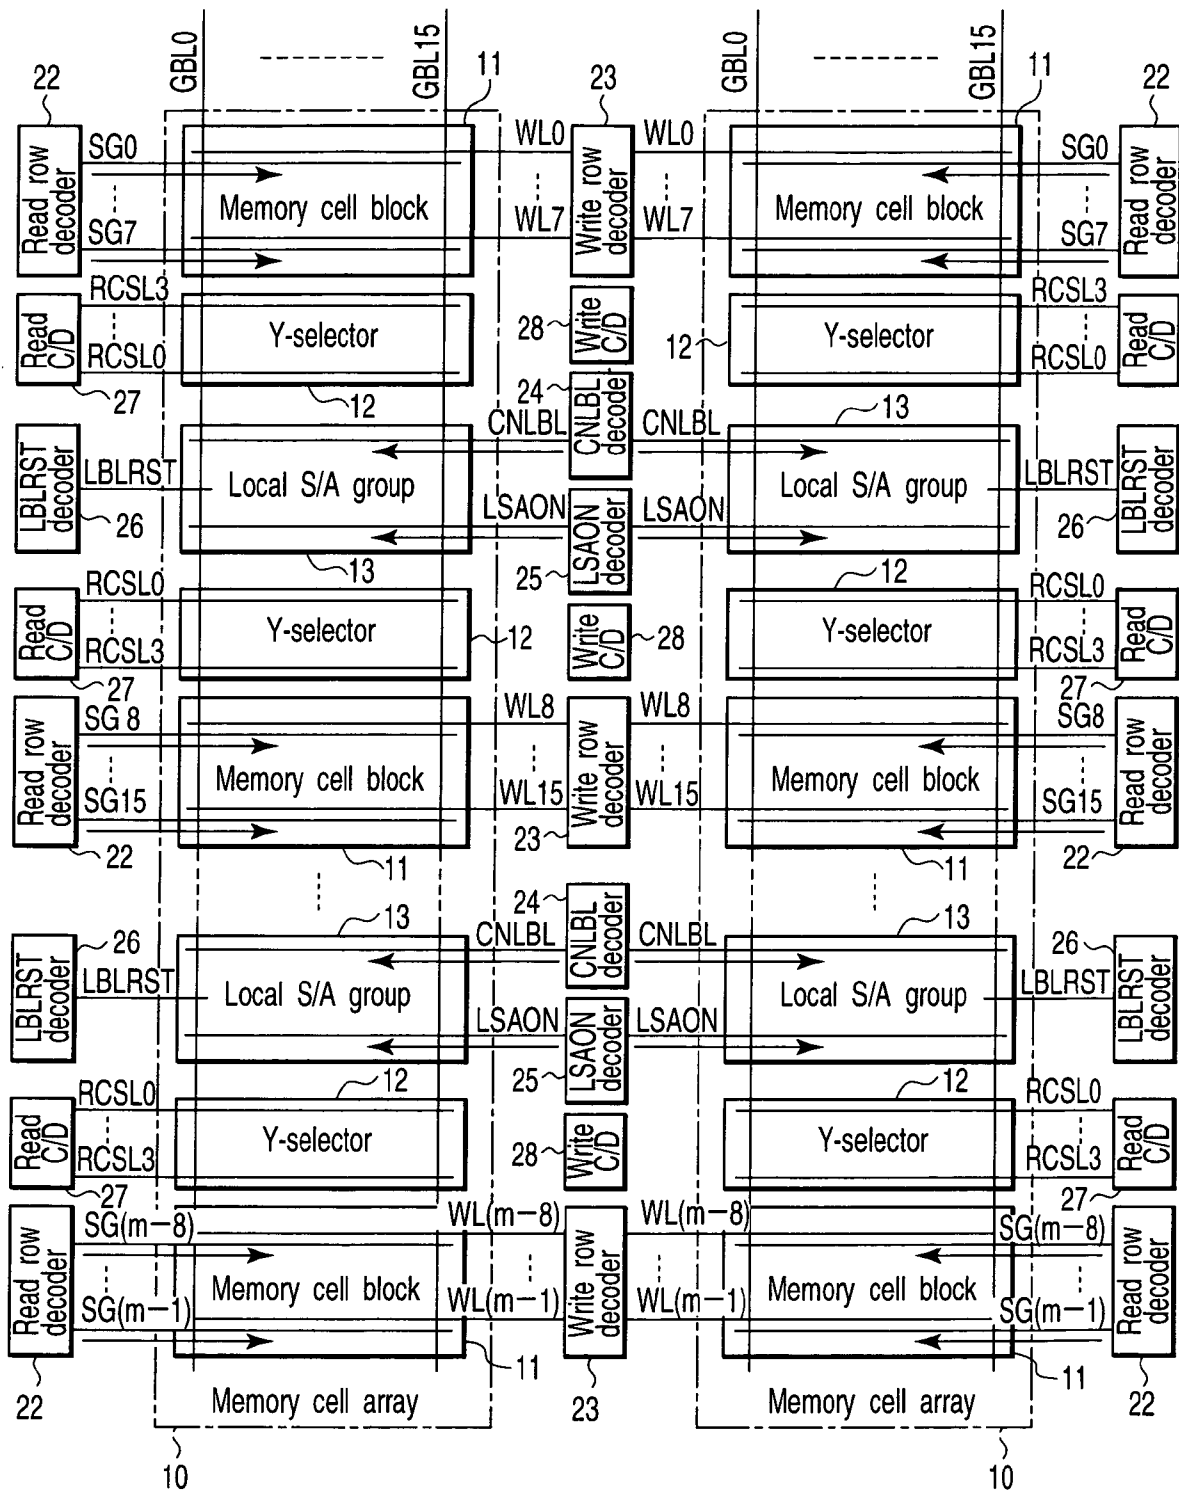 GBL0 GBL15 GBL0 GBL15
22 11 23 11 22
Read row decoder SG0 WL0 Write row decoder WL0 SG0 Read row decoder
Memory cell block Memory cell block
SG7 WL7 WL7 SG7
RCSL3 RCSL3
Read C/D Y-selector 28 Write C/D 12 Y-selector Read C/D
RCSL0 RCSL0
27 12 24 13 27
CNLBL CNLBL decoder CNLBL
LBLRST decoder LBLRST Local S/A group Local S/A group LBLRST LBLRST decoder
26 LSAON LSAON decoder LSAON 26
13 25 12
RCSL0 RCSL0
Read C/D Y-selector 12 Write C/D 28 Y-selector Read C/D
RCSL3 RCSL3
27 27
Read row decoder SG8 WL8 Write row decoder WL8 SG8 Read row decoder
Memory cell block Memory cell block
SG15 WL15 WL15 SG15
22 11 23 11 22
24
26 13 CNLBL CNLBL decoder CNLBL 13 26
LBLRST decoder LBLRST Local S/A group Local S/A group LBLRST LBLRST decoder
LSAON LSAON decoder LSAON
12 25 12
RCSL0 RCSL0
Read C/D Y-selector 28 Write C/D Y-selector Read C/D
RCSL3 RCSL3
27 27
Read row decoder SG(m-8) WL(m-8) Write row decoder WL(m-8) SG(m-8) Read row decoder
Memory cell block Memory cell block
SG(m-1) WL(m-1) WL(m-1) SG(m-1)
22 11 23 11 22
Memory cell array Memory cell array
10 10